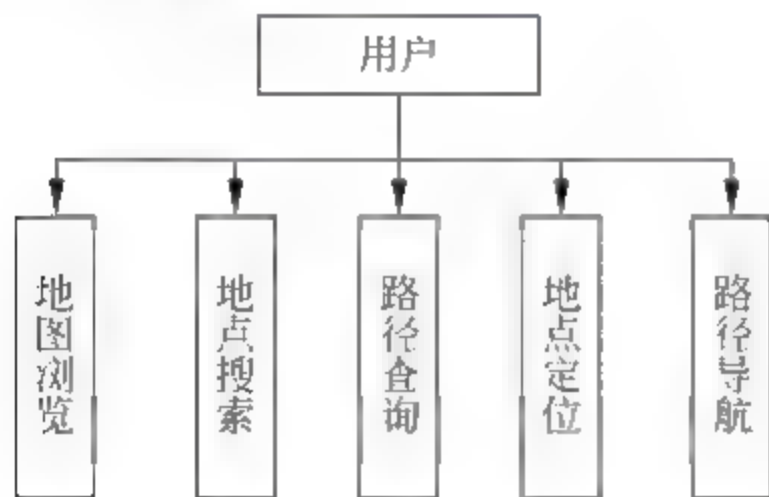 用户
地图浏览
地点搜索
路径查询
地点定位
路径导航